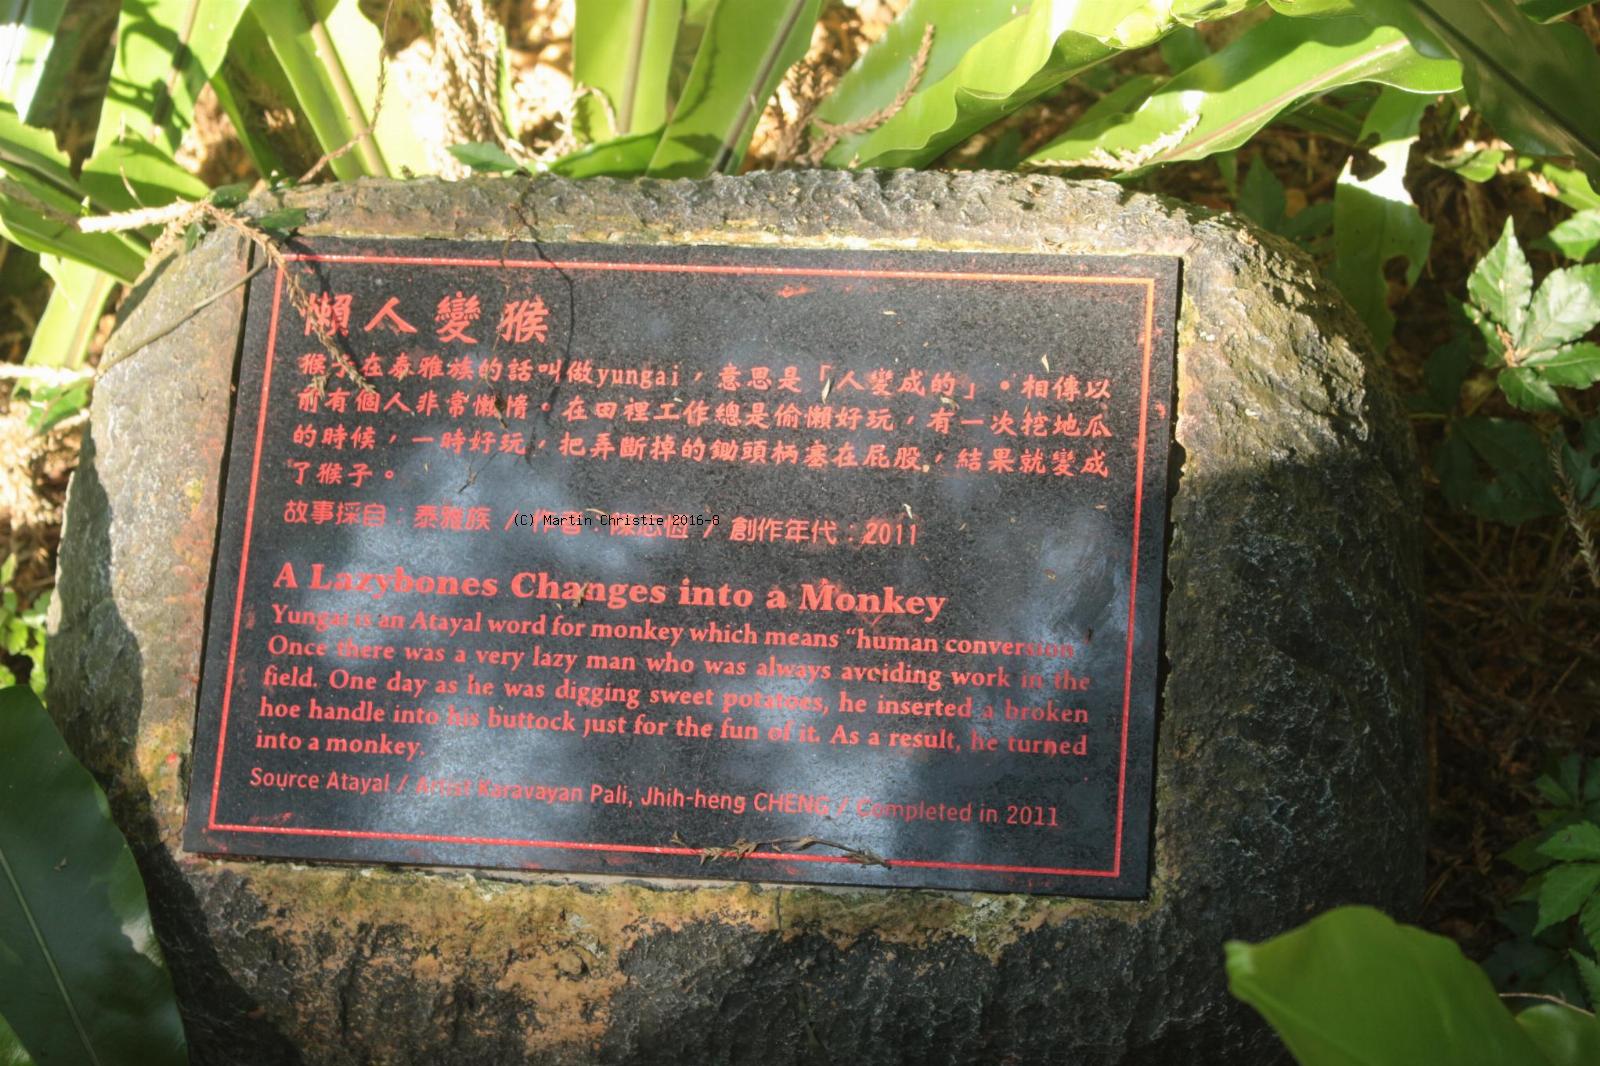 懶人變猴
猴子在泰雅族的話叫做yungai，意思是「人變成的」。相傳以
前有個人非常懶惰。在田裡工作總是偷懶好玩，有一次挖地瓜
的時候，一時好玩，把弄斷掉的鋤頭柄塞在屁股，結果就變成
了猴子。
故事採自：泰雅族 / 作者： / 創作年代：2011
(C) Martin Christie 2016-8
A Lazybones Changes into a Monkey
Yungai is an Atayal word for monkey which means “human conversion
Once there was a very lazy man who was always avoiding work in the
field. One day as he was digging sweet potatoes, he inserted a broken
hoe handle into his buttock just for the fun of it. As a result, he turned
into a monkey.
Source Atayal / Artist Karavayan Pali, Jhih-heng CHENG / Completed in 2011